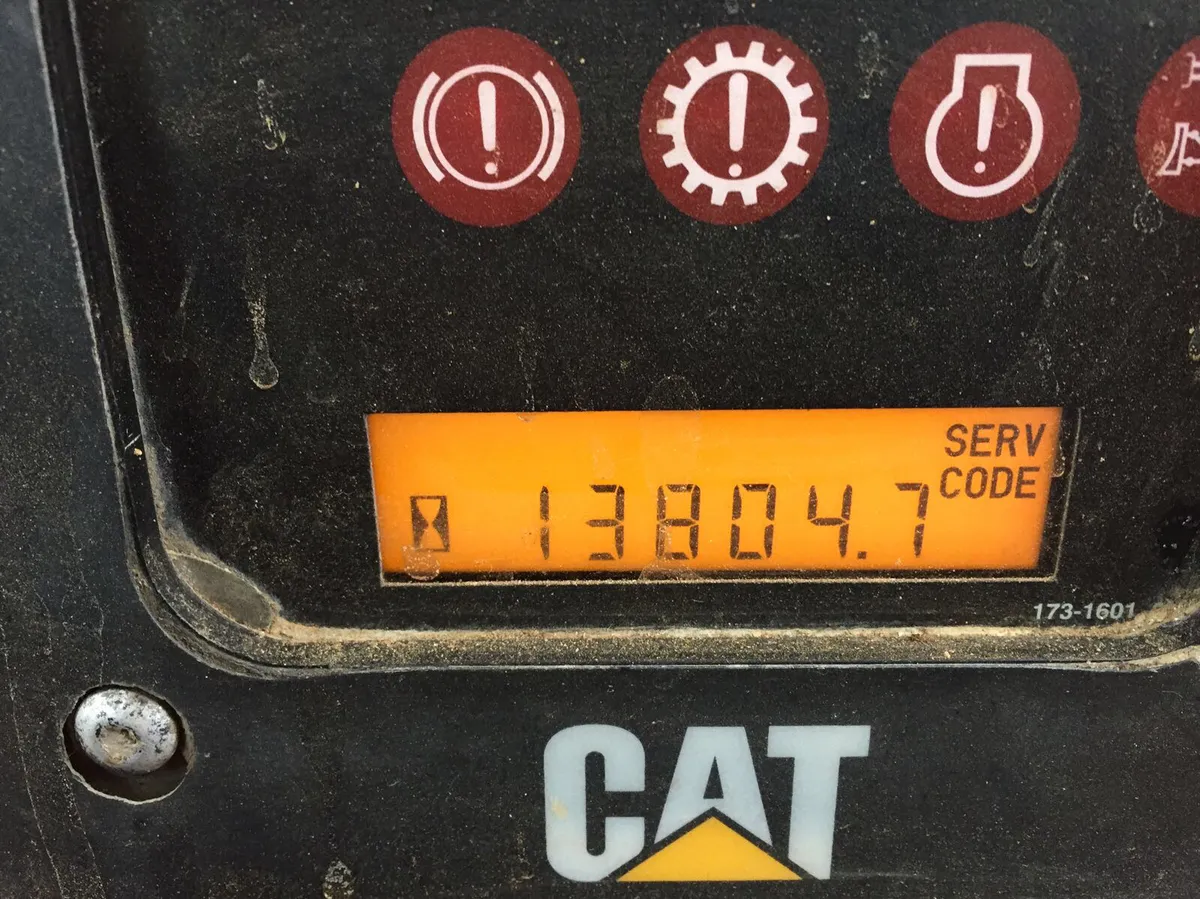 SERV
CODE
13804.7
173-1601
CAT